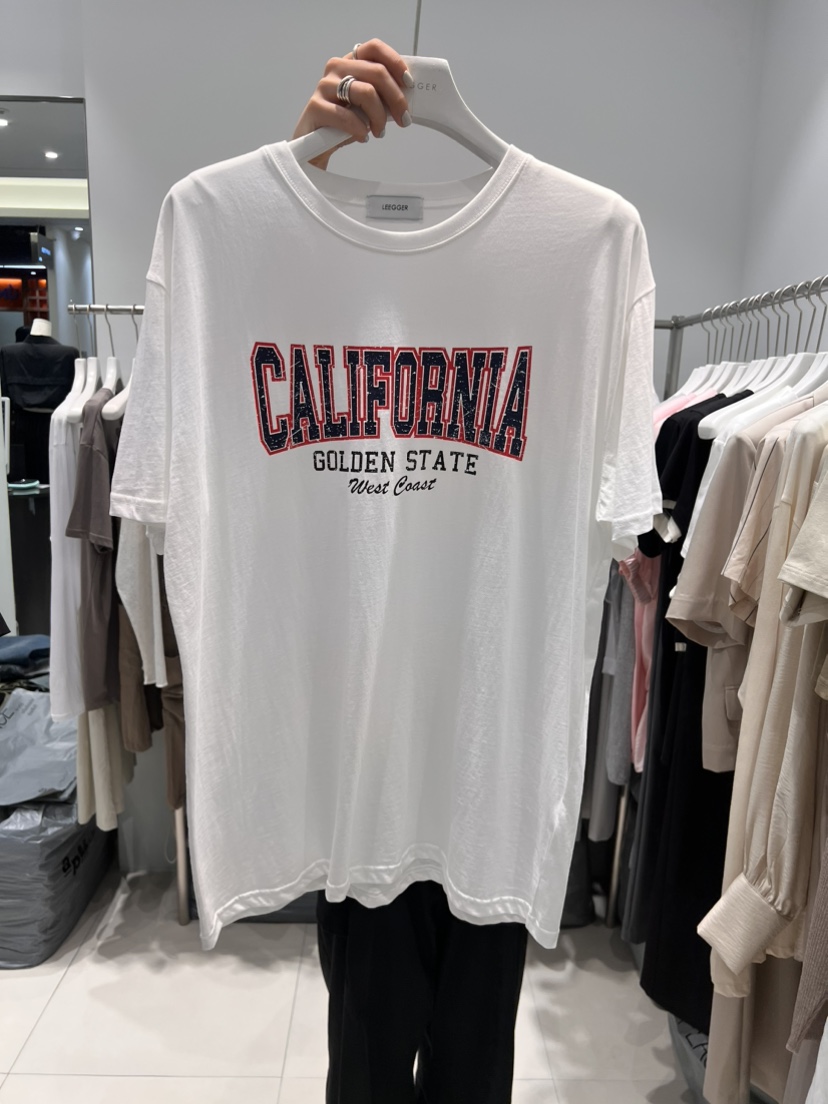 LEEGGER
CALIFORNIA
GOLDEN STATE
West Coast